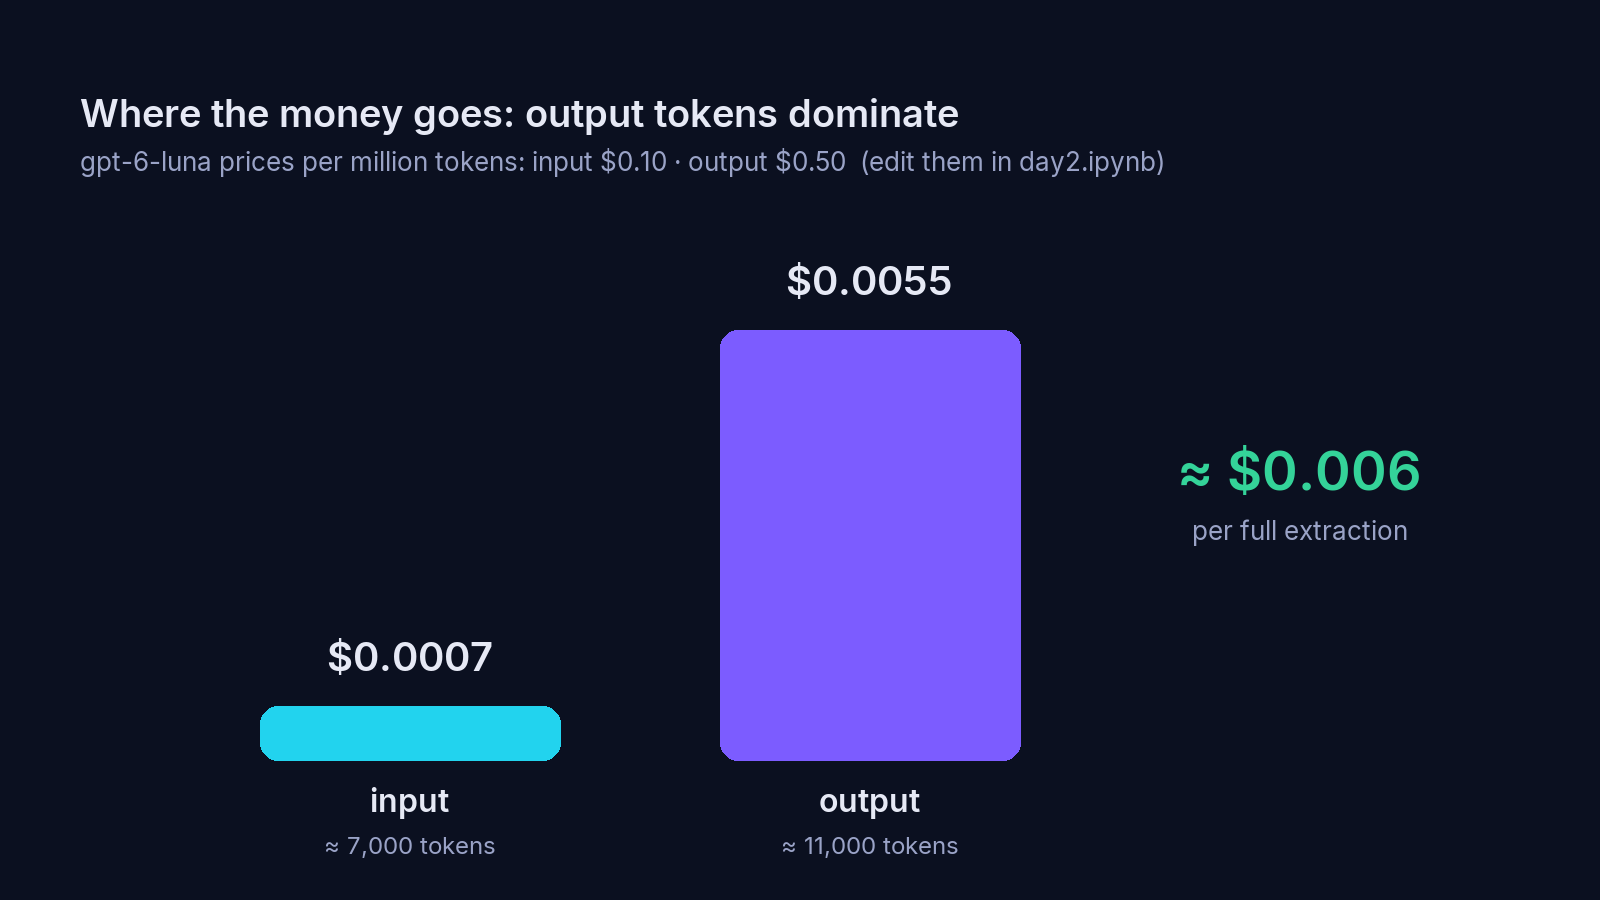 Where the money goes: output tokens dominate
gpt-6-luna prices per million tokens: input $0.10 · output $0.50  (edit them in day2.ipynb)
$0.0055
≈ $0.006
per full extraction
$0.0007
input
output
≈ 7,000 tokens
≈ 11,000 tokens